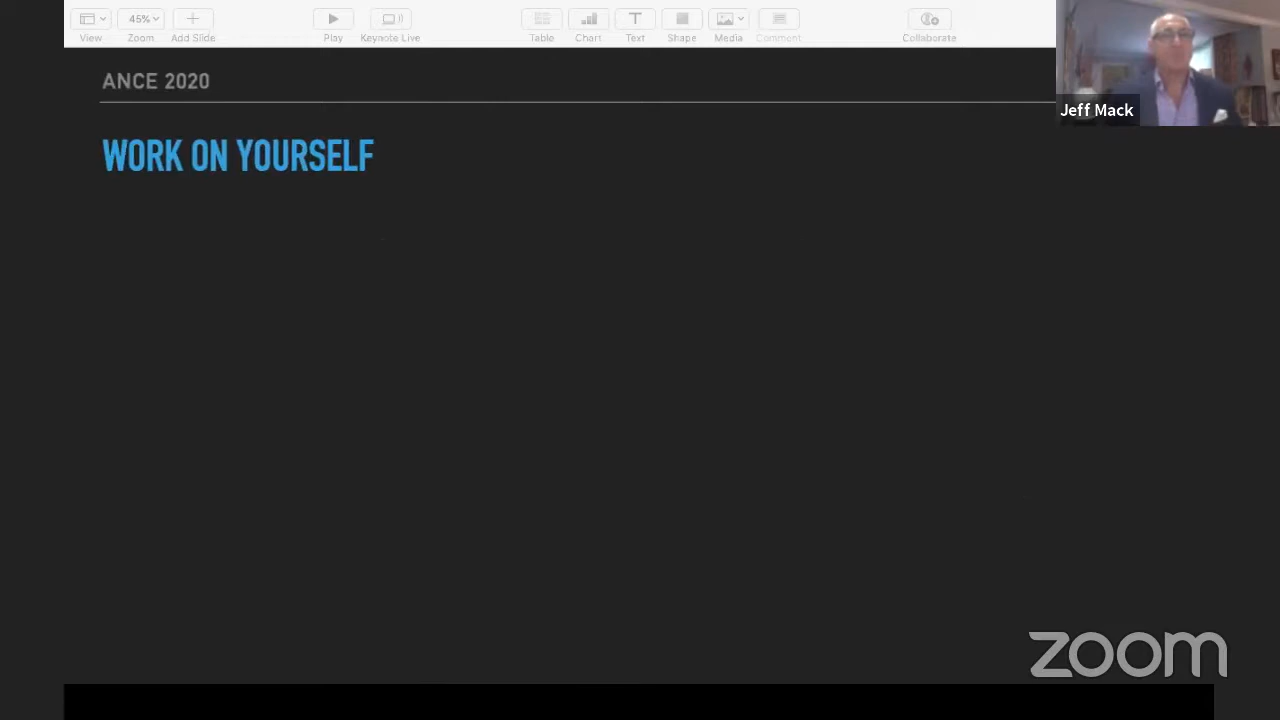 45%
View
Zoom
Add Slide
Play
Keynote Live
Table
Chart
Text
Shape
Media
Comment
Collaborate
Jeff Mack
ANCE 2020
WORK ON YOURSELF
zoom